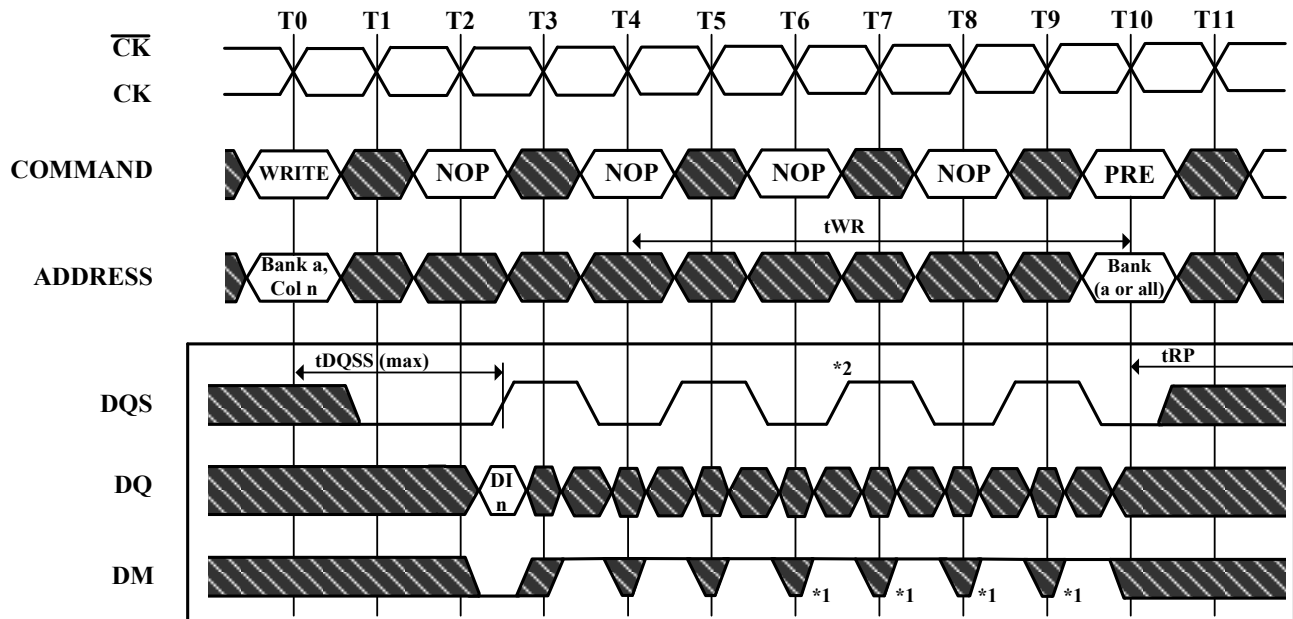 T0 T1 T2 T3 T4 T5 T6 T7 T8 T9 T10 T11
CK
CK
COMMAND WRITE NOP NOP NOP NOP PRE
tWR
ADDRESS Bank a, Col n Bank (a or all)
tDQSS (max) *2 tRP
DQS
DQ DI n
DM *1 *1 *1 *1